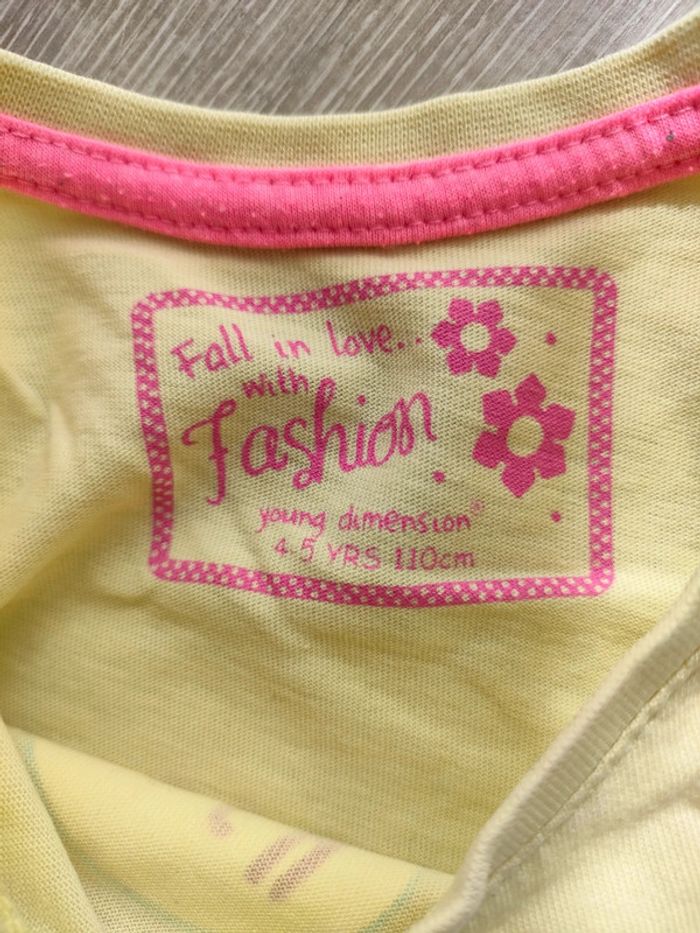 Fall in love..
with
Fashion
young dimension®
4-5 YRS 110cm